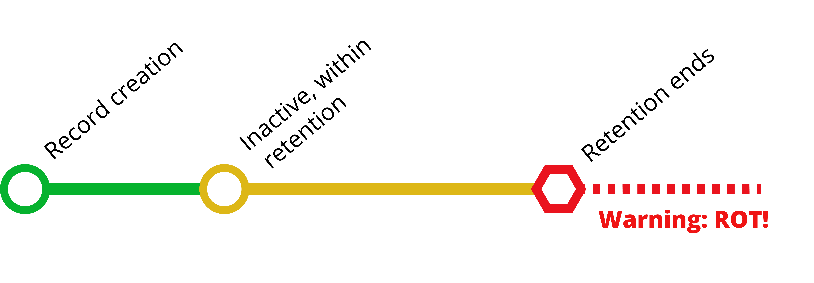 Record creation
Inactive, within
retention
Retention ends
Warning: ROT!